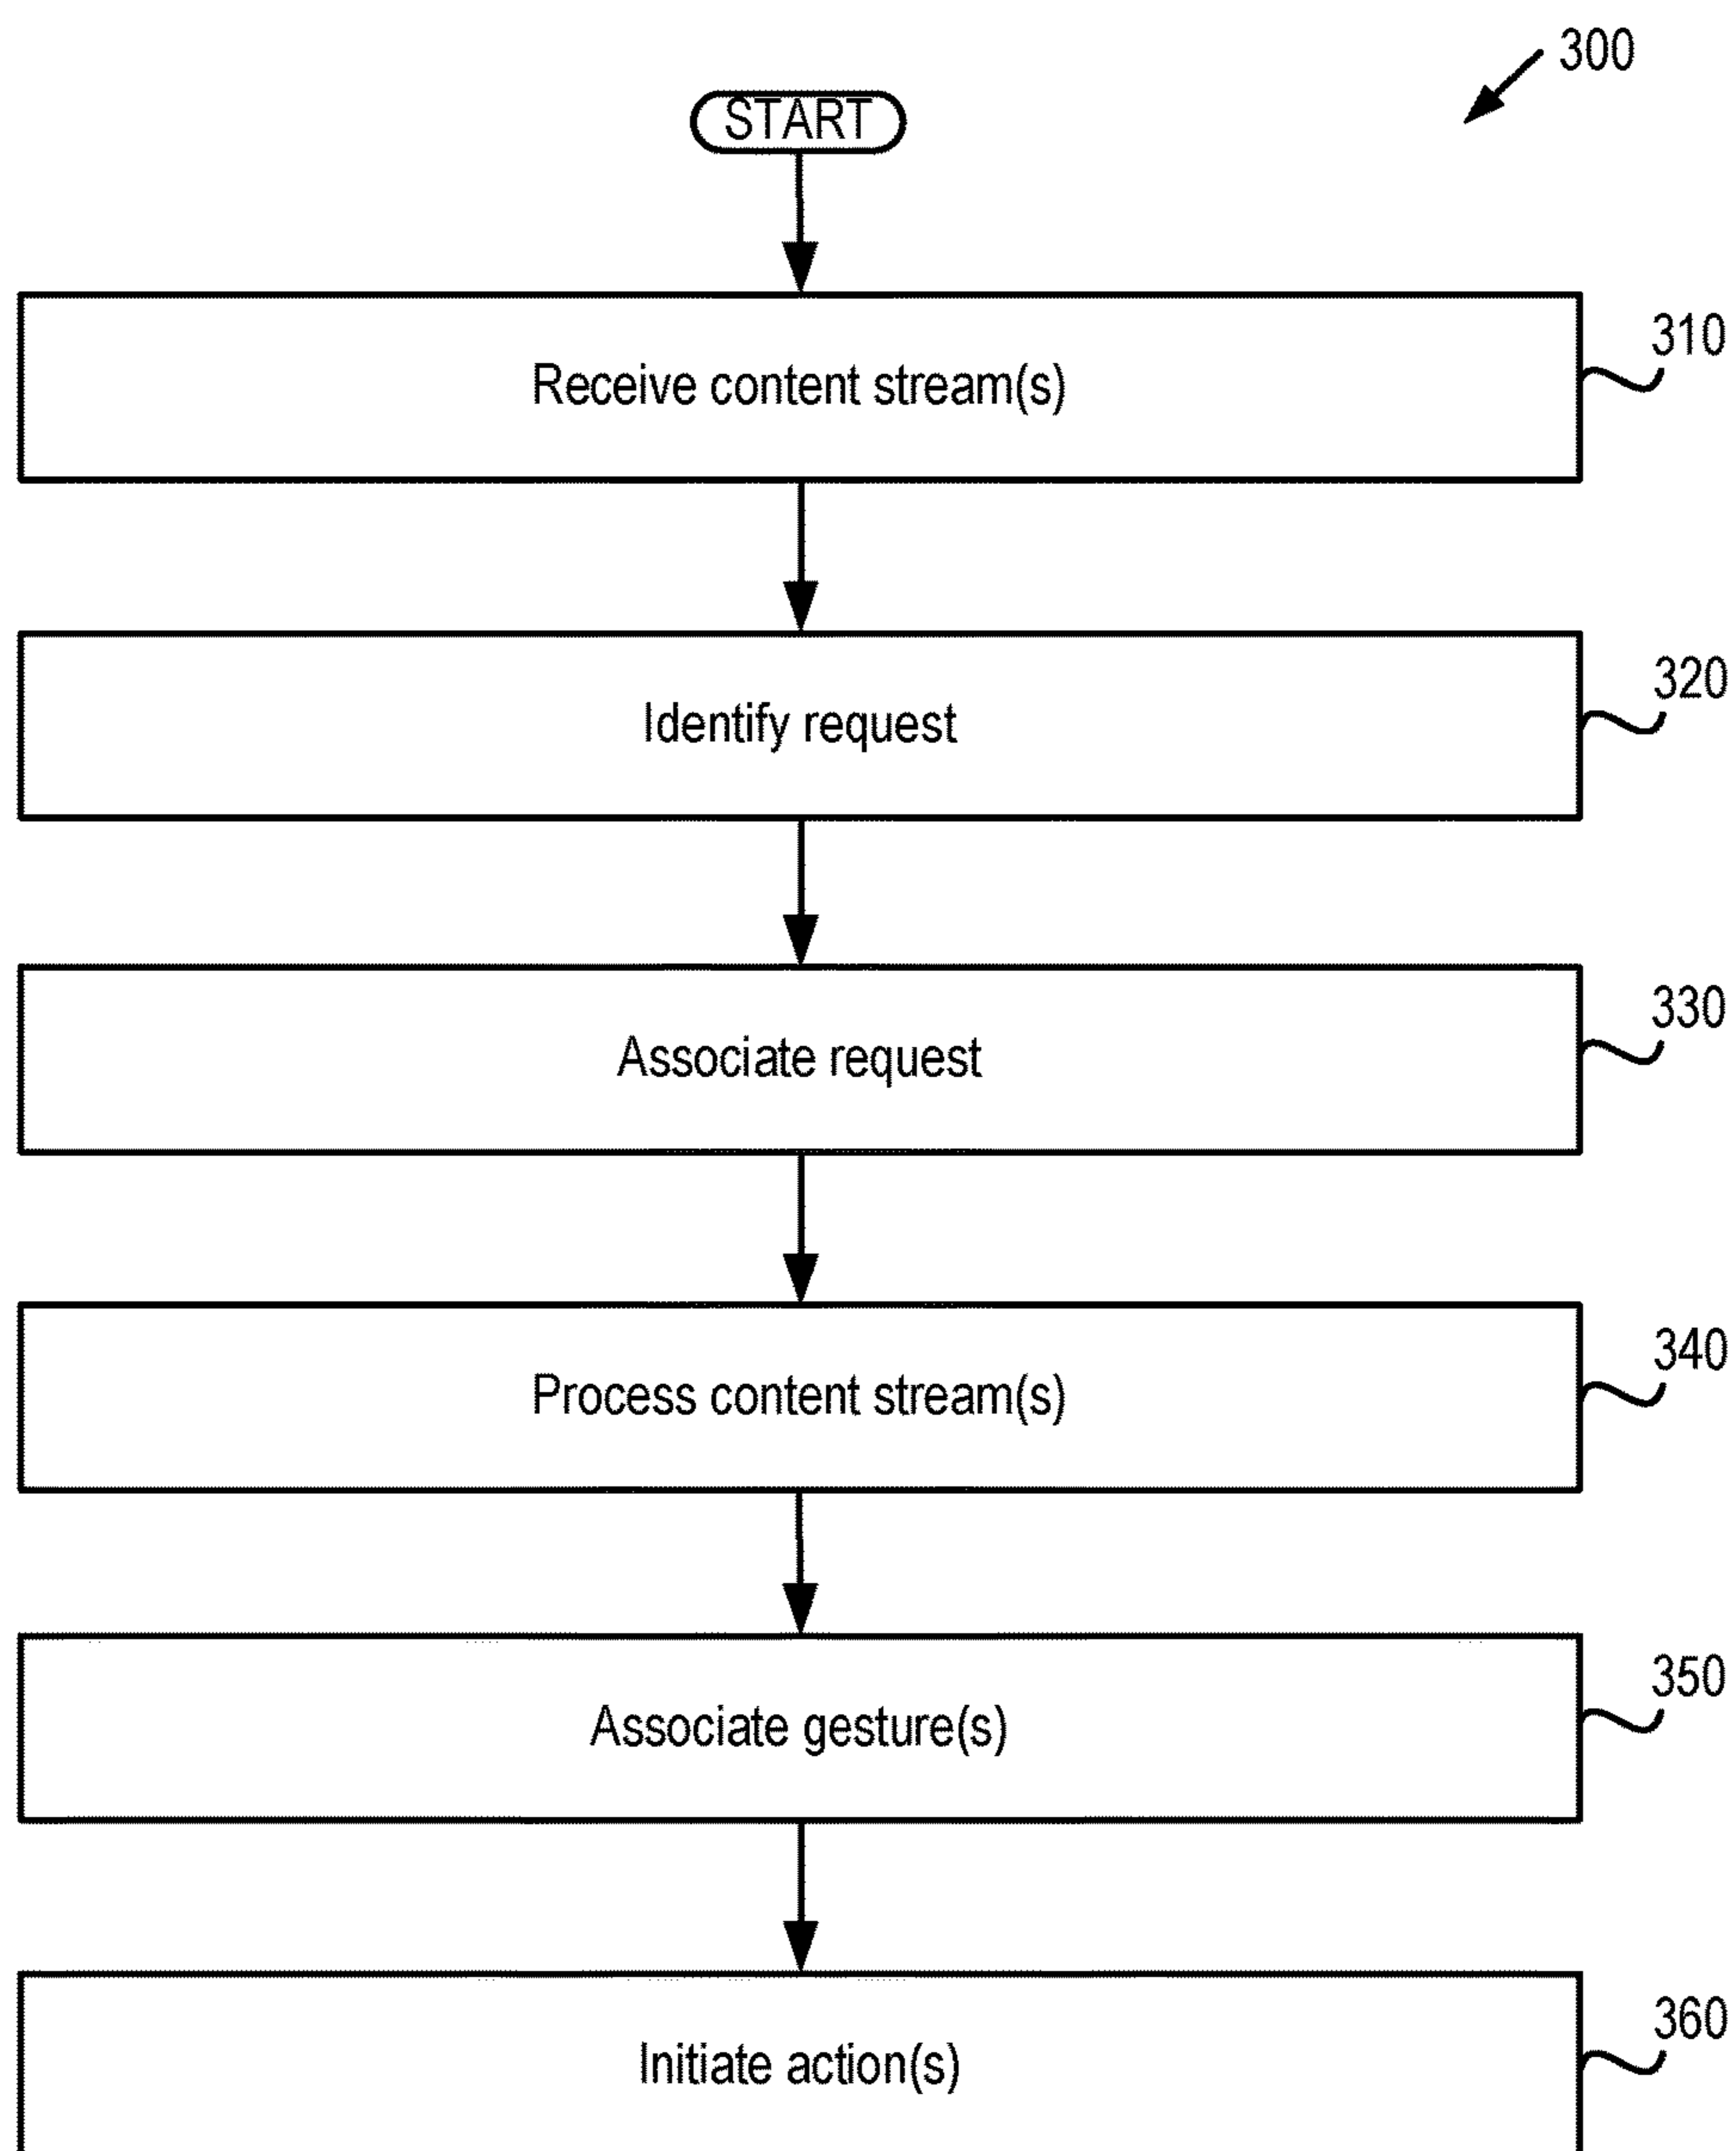 300
START
310
Receive content stream(s)
320
Identify request
330
Associate request
340
Process content stream(s)
350
Associate gesture(s)
360
Initiate action(s)